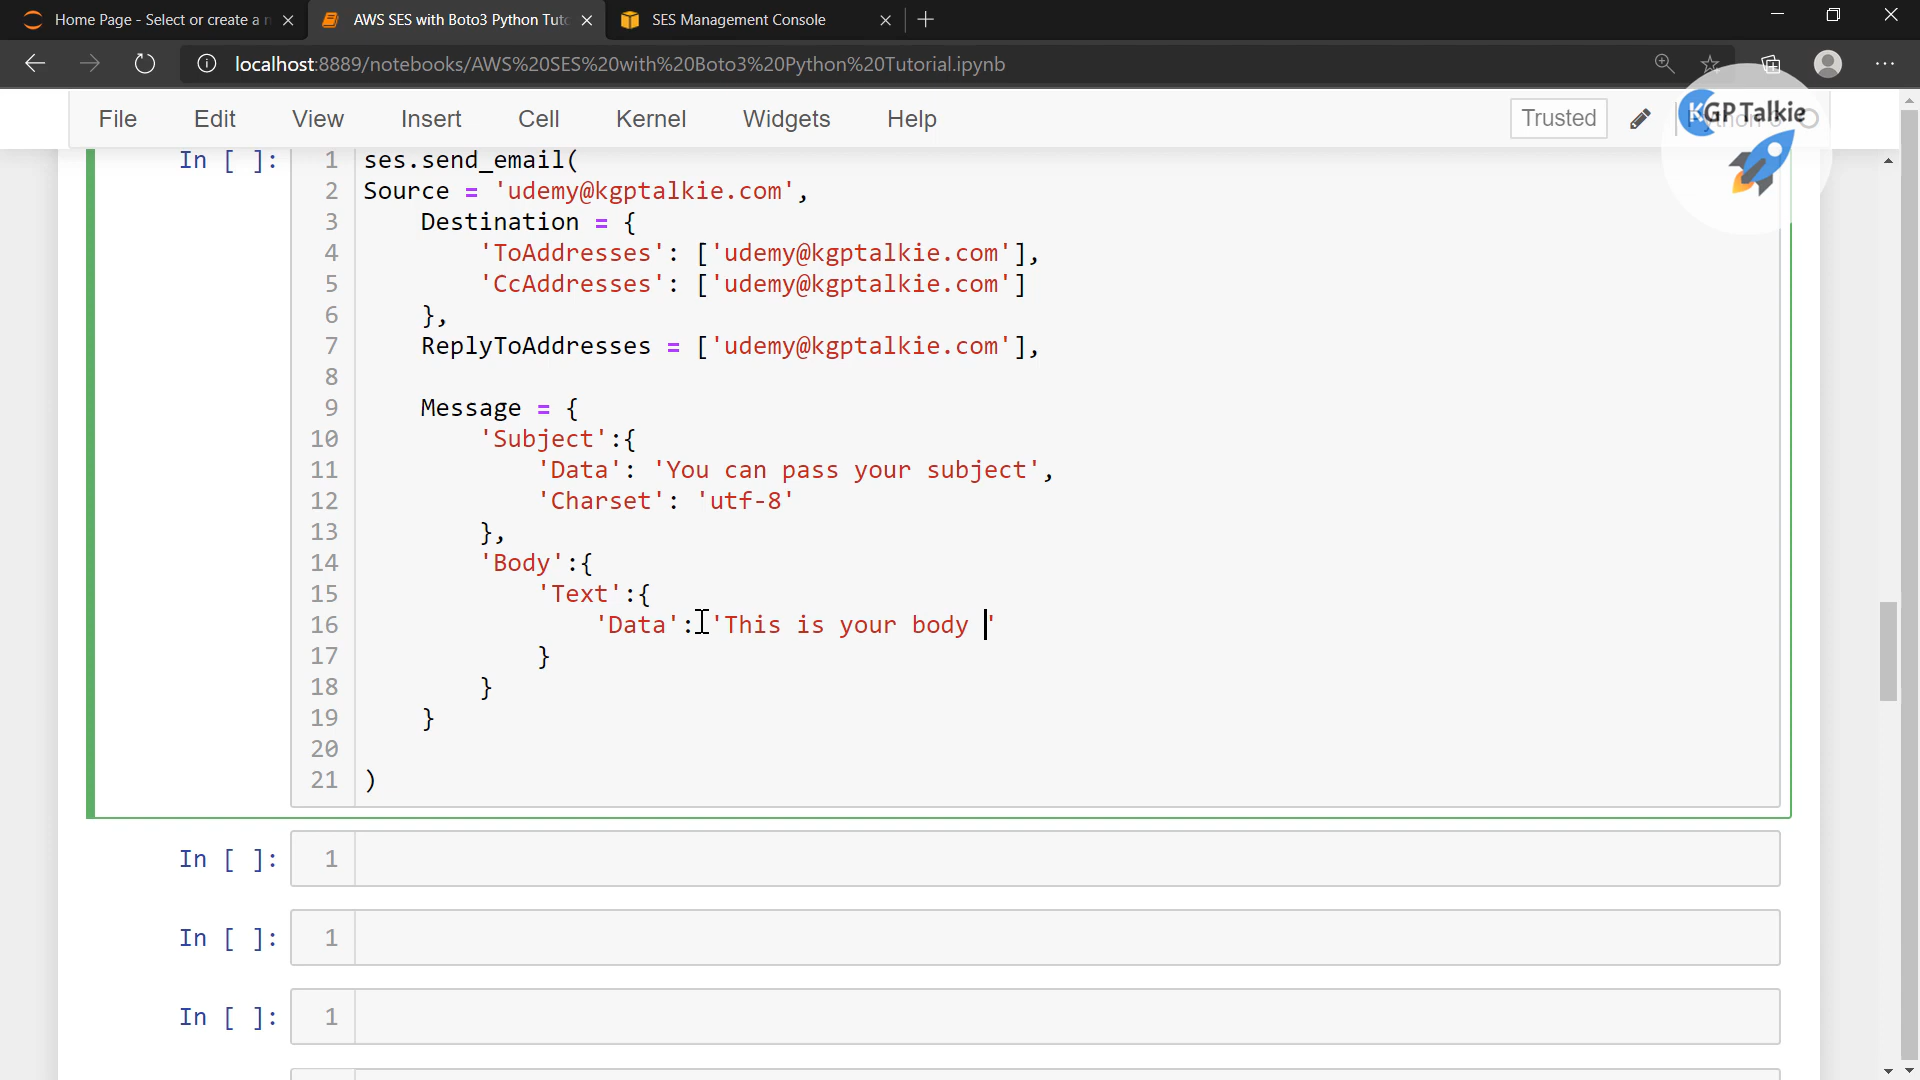 Home Page - Select or create a n
AWS SES with Boto3 Python Tuto
SES Management Console
localhost:8889/notebooks/AWS%20SES%20with%20Boto3%20Python%20Tutorial.ipynb
File Edit View Insert Cell Kernel Widgets Help
Trusted
KGP Talkie
In [ ]:
1 ses.send_email(
2 Source = 'udemy@kgptalkie.com',
3     Destination = {
4         'ToAddresses': ['udemy@kgptalkie.com'],
5         'CcAddresses': ['udemy@kgptalkie.com']
6     },
7     ReplyToAddresses = ['udemy@kgptalkie.com'],
8
9     Message = {
10         'Subject':{
11             'Data': 'You can pass your subject',
12             'Charset': 'utf-8'
13         },
14         'Body':{
15             'Text':{
16                 'Data': 'This is your body '
17             }
18         }
19     }
20
21 )
In [ ]: 1
In [ ]: 1
In [ ]: 1